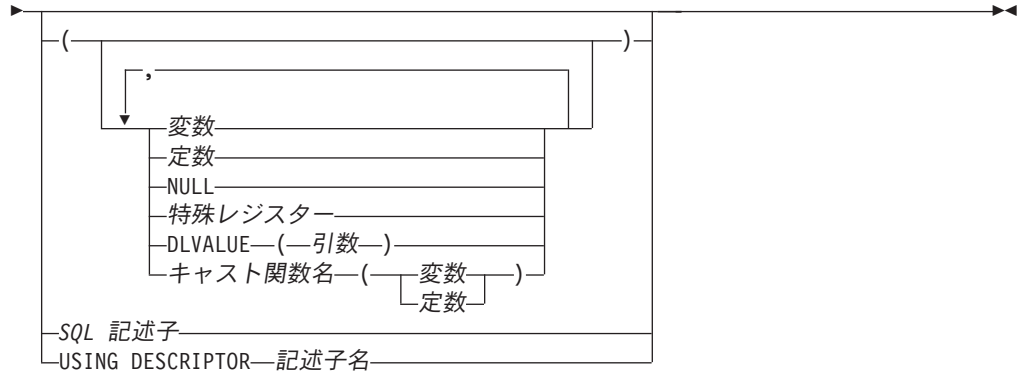 ( )
,
変数
定数
NULL
特殊レジスター
DLVALUE ( 引数 )
キャスト関数名 ( 変数 )
定数
SQL 記述子
USING DESCRIPTOR 記述子名